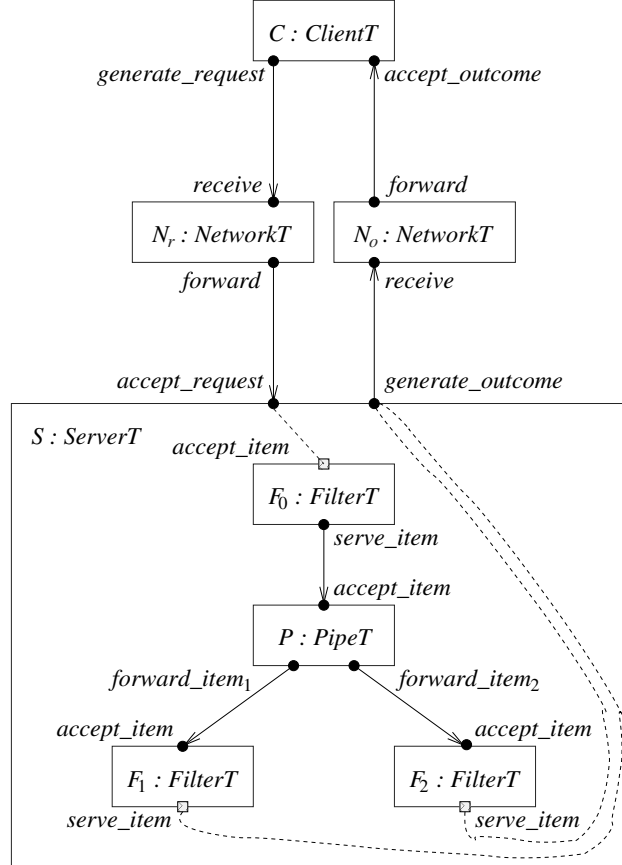 C : ClientT
generate_request accept_outcome
receive forward
N_r : NetworkT N_o : NetworkT
forward receive
accept_request generate_outcome
S : ServerT
accept_item
F_0 : FilterT
serve_item
accept_item
P : PipeT
forward_item_1 forward_item_2
accept_item accept_item
F_1 : FilterT F_2 : FilterT
serve_item serve_item